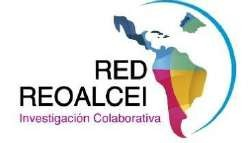 RED
REOALCEI
Investigación Colaborativa